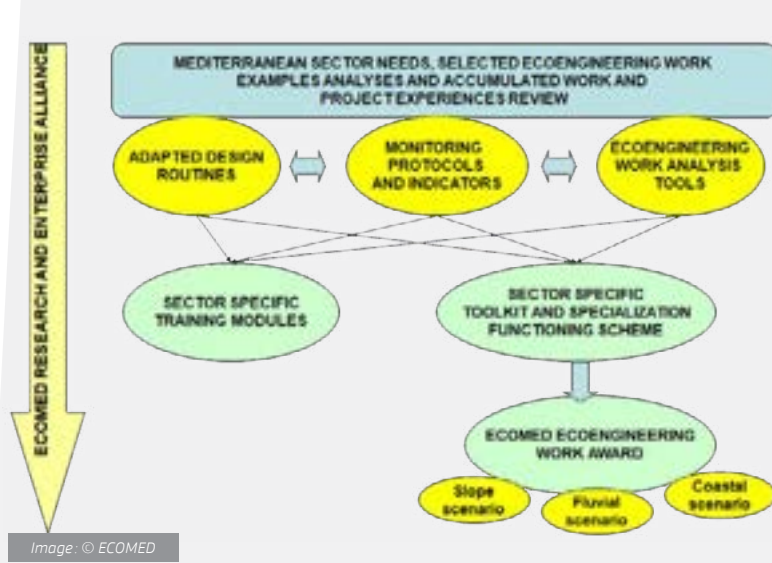 ECOMED RESEARCH AND ENTERPRISE ALLIANCE
MEDITERRANEAN SECTOR NEEDS, SELECTED ECOENGINEERING WORK
EXAMPLES ANALYSES AND ACCUMULATED WORK AND
PROJECT EXPERIENCES REVIEW
ADAPTED DESIGN
ROUTINES
MONITORING
PROTOCOLS
AND INDICATORS
ECOENGINEERING
WORK ANALYSIS
TOOLS
SECTOR SPECIFIC
TRAINING MODULES
SECTOR SPECIFIC
TOOLKIT AND SPECIALIZATION
FUNCTIONING SCHEME
ECOMED ECOENGINEERING
WORK AWARD
Slope
scenario
Fluvial
scenario
Coastal
scenario
Image: © ECOMED